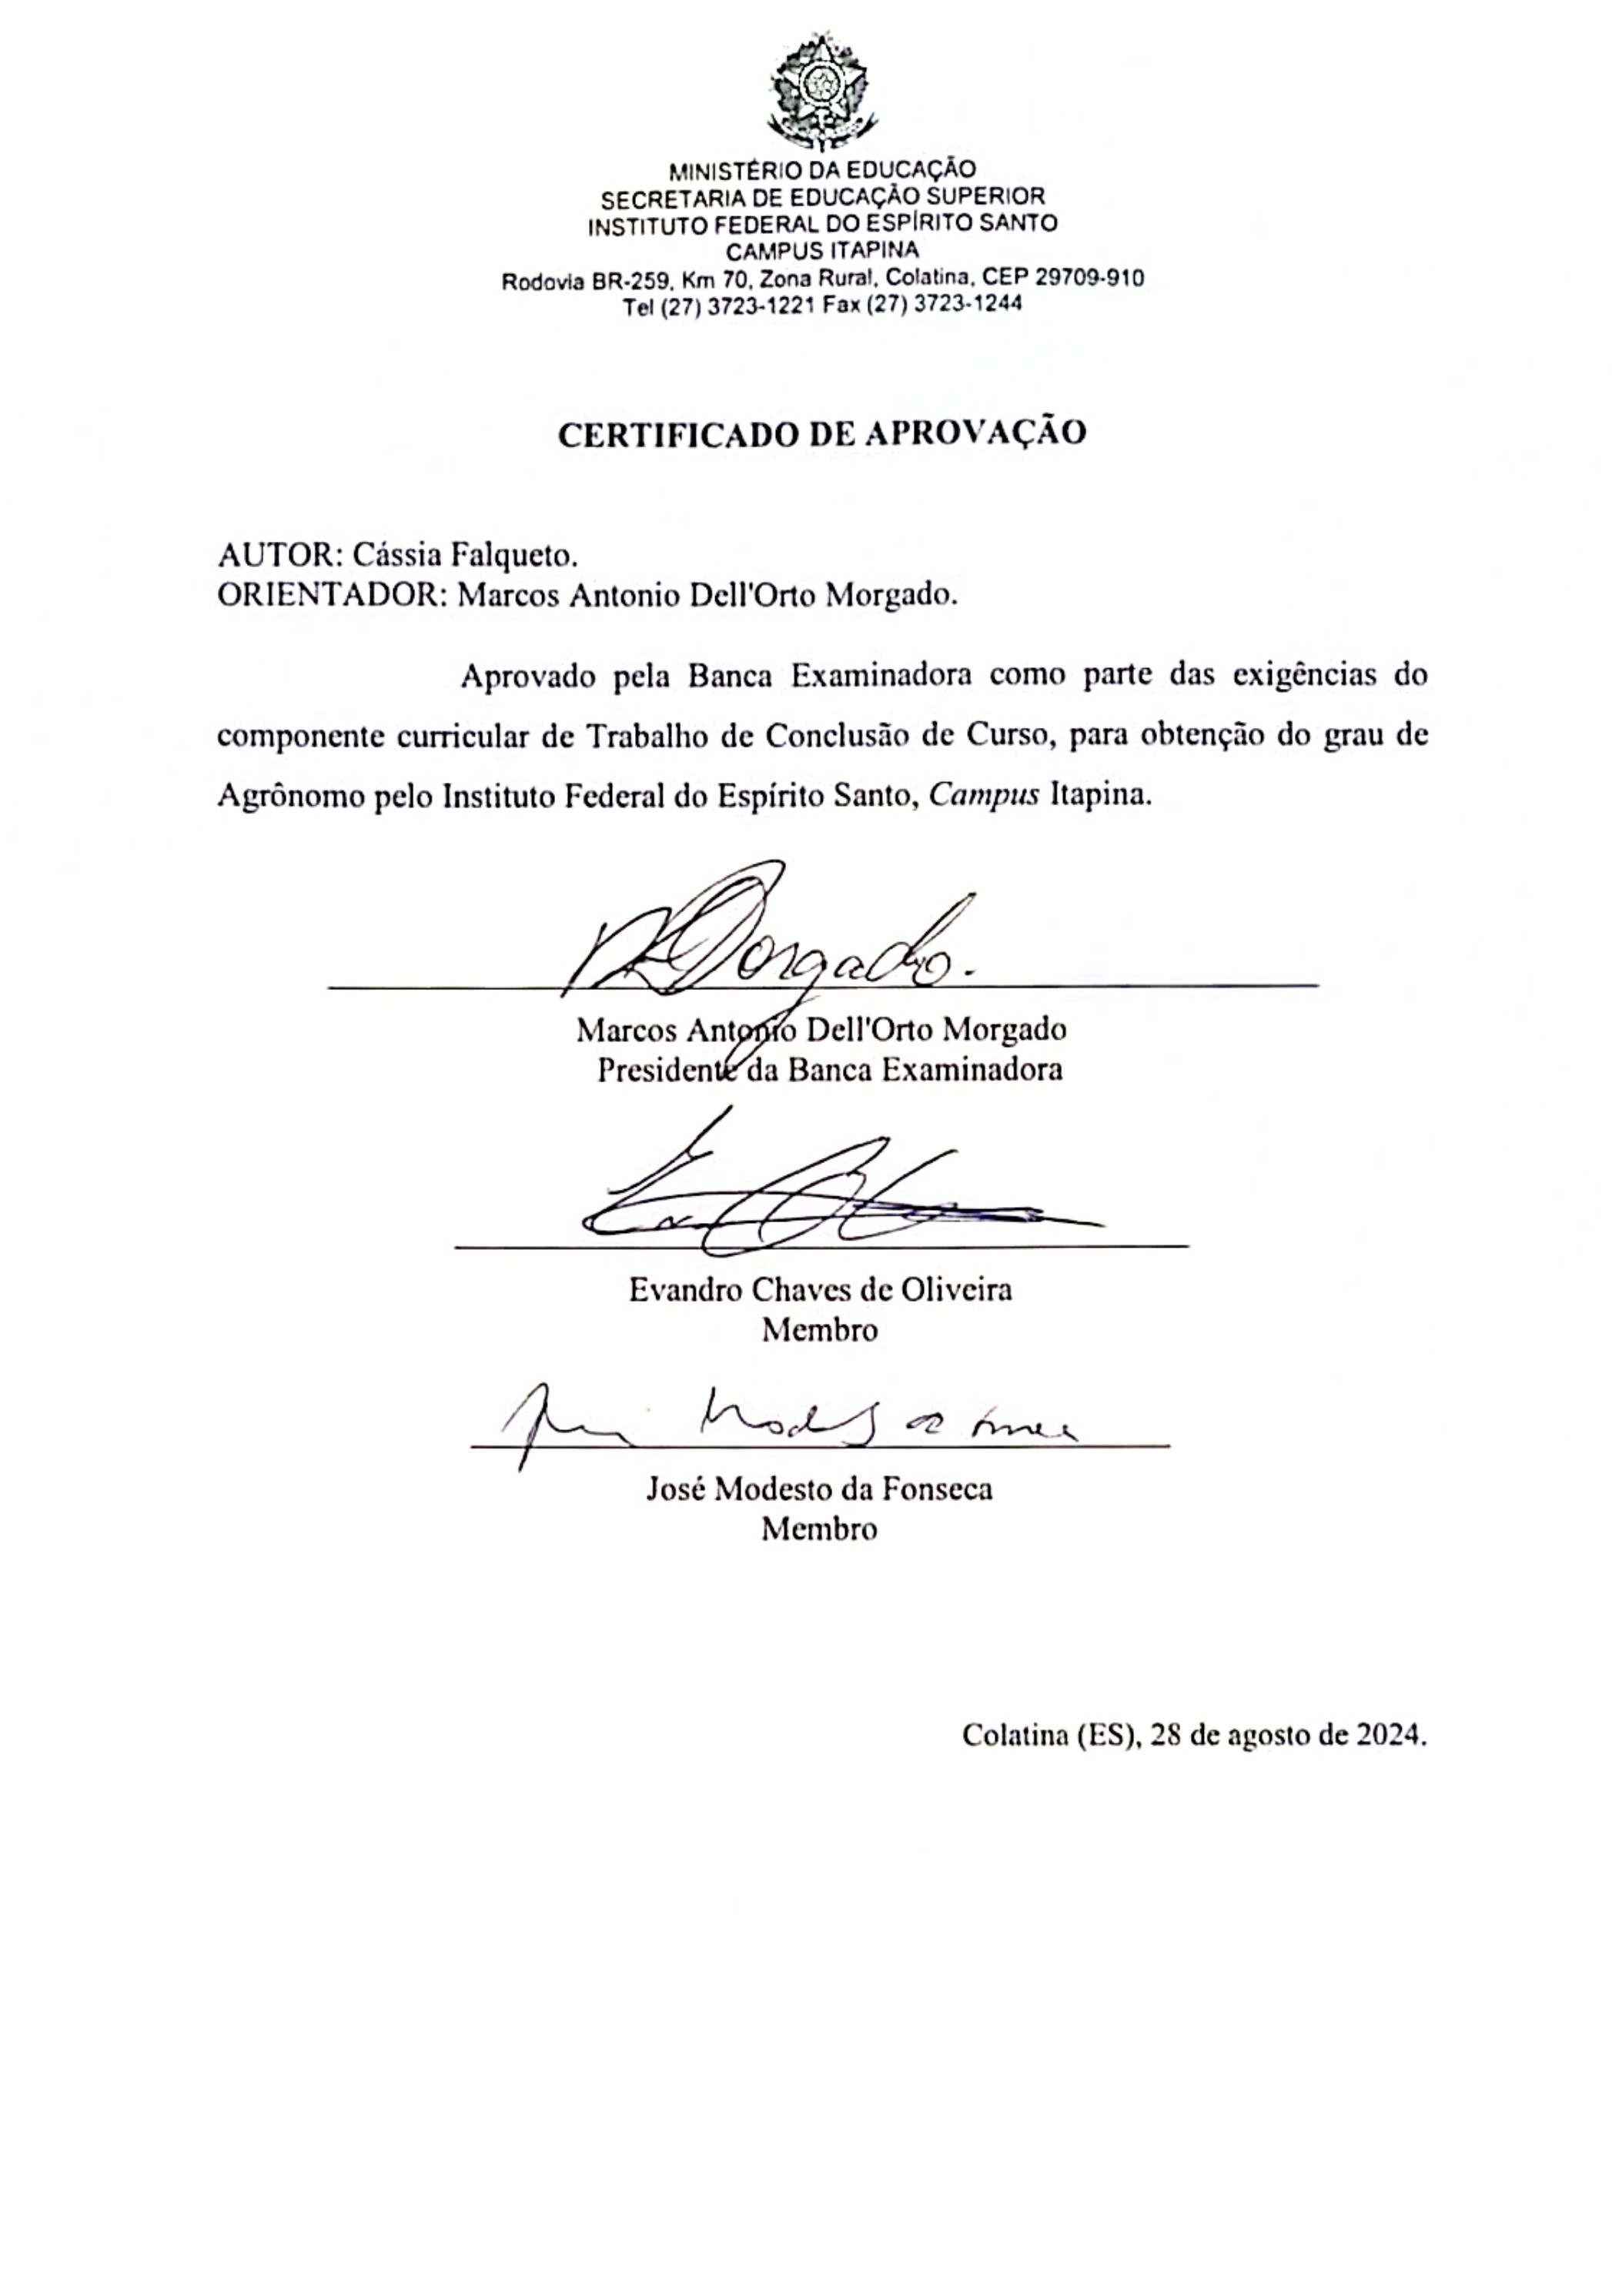 MINISTÉRIO DA EDUCAÇÃO
SECRETARIA DE EDUCAÇÃO SUPERIOR
INSTITUTO FEDERAL DO ESPÍRITO SANTO
CAMPUS ITAPINA
Rodovia BR-259, Km 70, Zona Rural, Colatina, CEP 29709-910
Tel (27) 3723-1221 Fax (27) 3723-1244
CERTIFICADO DE APROVAÇÃO
AUTOR: Cássia Falqueto.
ORIENTADOR: Marcos Antonio Dell'Orto Morgado.
Aprovado pela Banca Examinadora como parte das exigências do
componente curricular de Trabalho de Conclusão de Curso, para obtenção do grau de
Agrônomo pelo Instituto Federal do Espírito Santo, Campus Itapina.
Morgado.
Marcos Antonio Dell'Orto Morgado
Presidente da Banca Examinadora
Evandro Chaves de Oliveira
Membro
José Modesto da Fonseca
Membro
Colatina (ES), 28 de agosto de 2024.